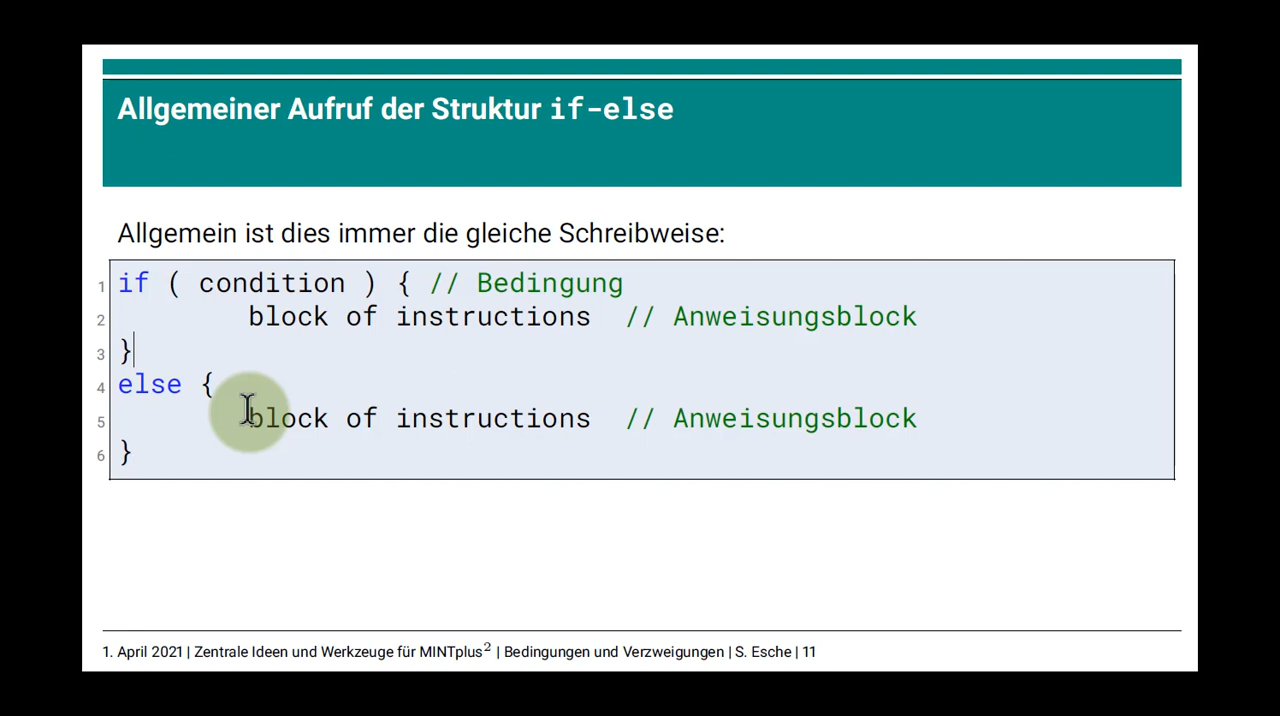 Allgemeiner Aufruf der Struktur if-else
Allgemein ist dies immer die gleiche Schreibweise:
1 if ( condition ) { // Bedingung
2 block of instructions // Anweisungsblock
3 }
4 else {
5 block of instructions // Anweisungsblock
6 }
1. April 2021 | Zentrale Ideen und Werkzeuge für MINTplus² | Bedingungen und Verzweigungen | S. Esche | 11